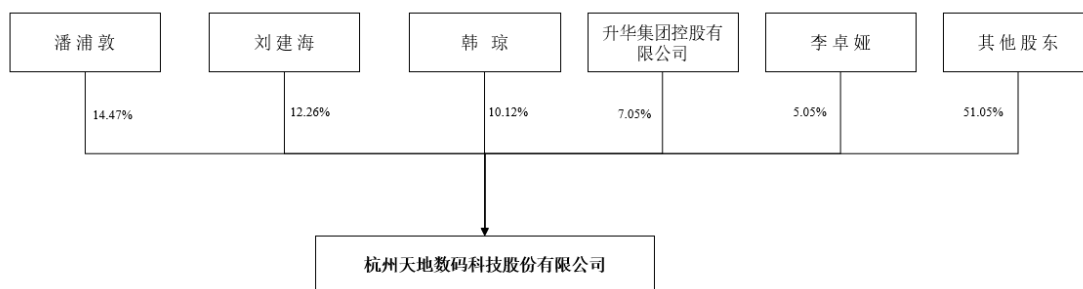 潘浦敦
刘建海
韩 琼
升华集团控股有
限公司
李卓娅
其他股东
14.47%
12.26%
10.12%
7.05%
5.05%
51.05%
杭州天地数码科技股份有限公司